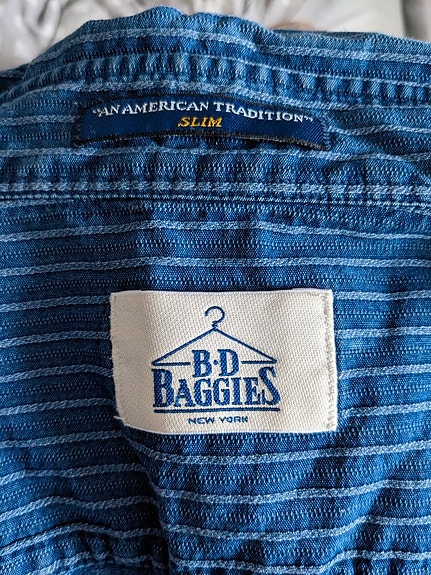 "AN AMERICAN TRADITION"
SLIM
B·D
BAGGIES
NEW YORK